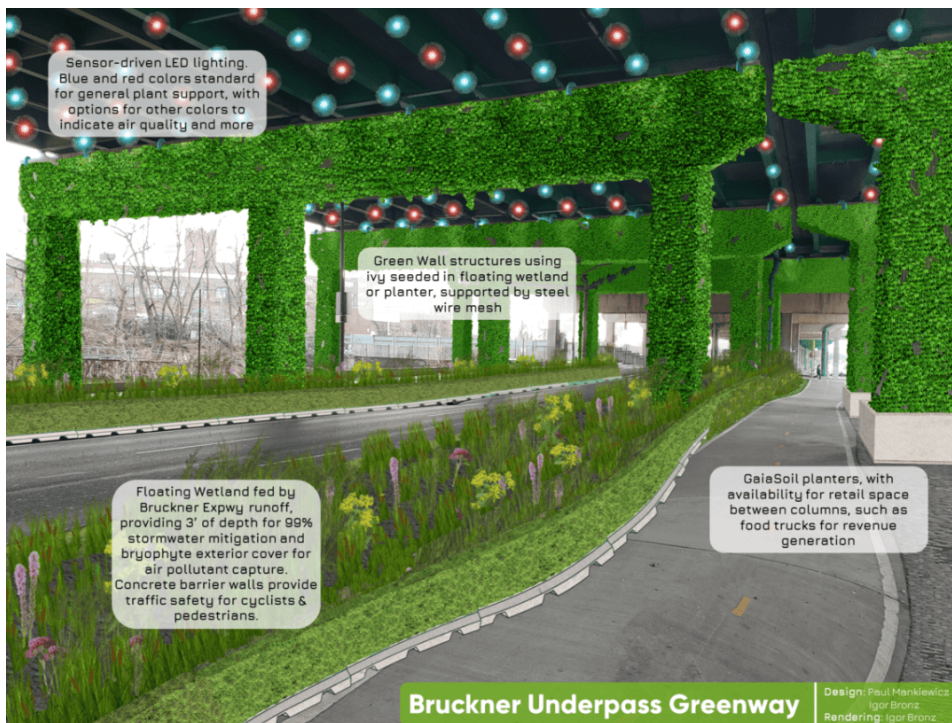 Sensor-driven LED lighting.
Blue and red colors standard
for general plant support, with
options for other colors to
indicate air quality and more
Green Wall structures using
ivy seeded in floating wetland
or planter, supported by steel
wire mesh
Floating Wetland fed by
Bruckner Expwy runoff,
providing 3' of depth for 99%
stormwater mitigation and
bryophyte exterior cover for
air pollutant capture.
Concrete barrier walls provide
traffic safety for cyclists &
pedestrians.
GaiaSoil planters, with
availability for retail space
between columns, such as
food trucks for revenue
generation
Bruckner Underpass Greenway
Design: Paul Mankiewicz
Igor Bronz
Rendering: Igor Bronz